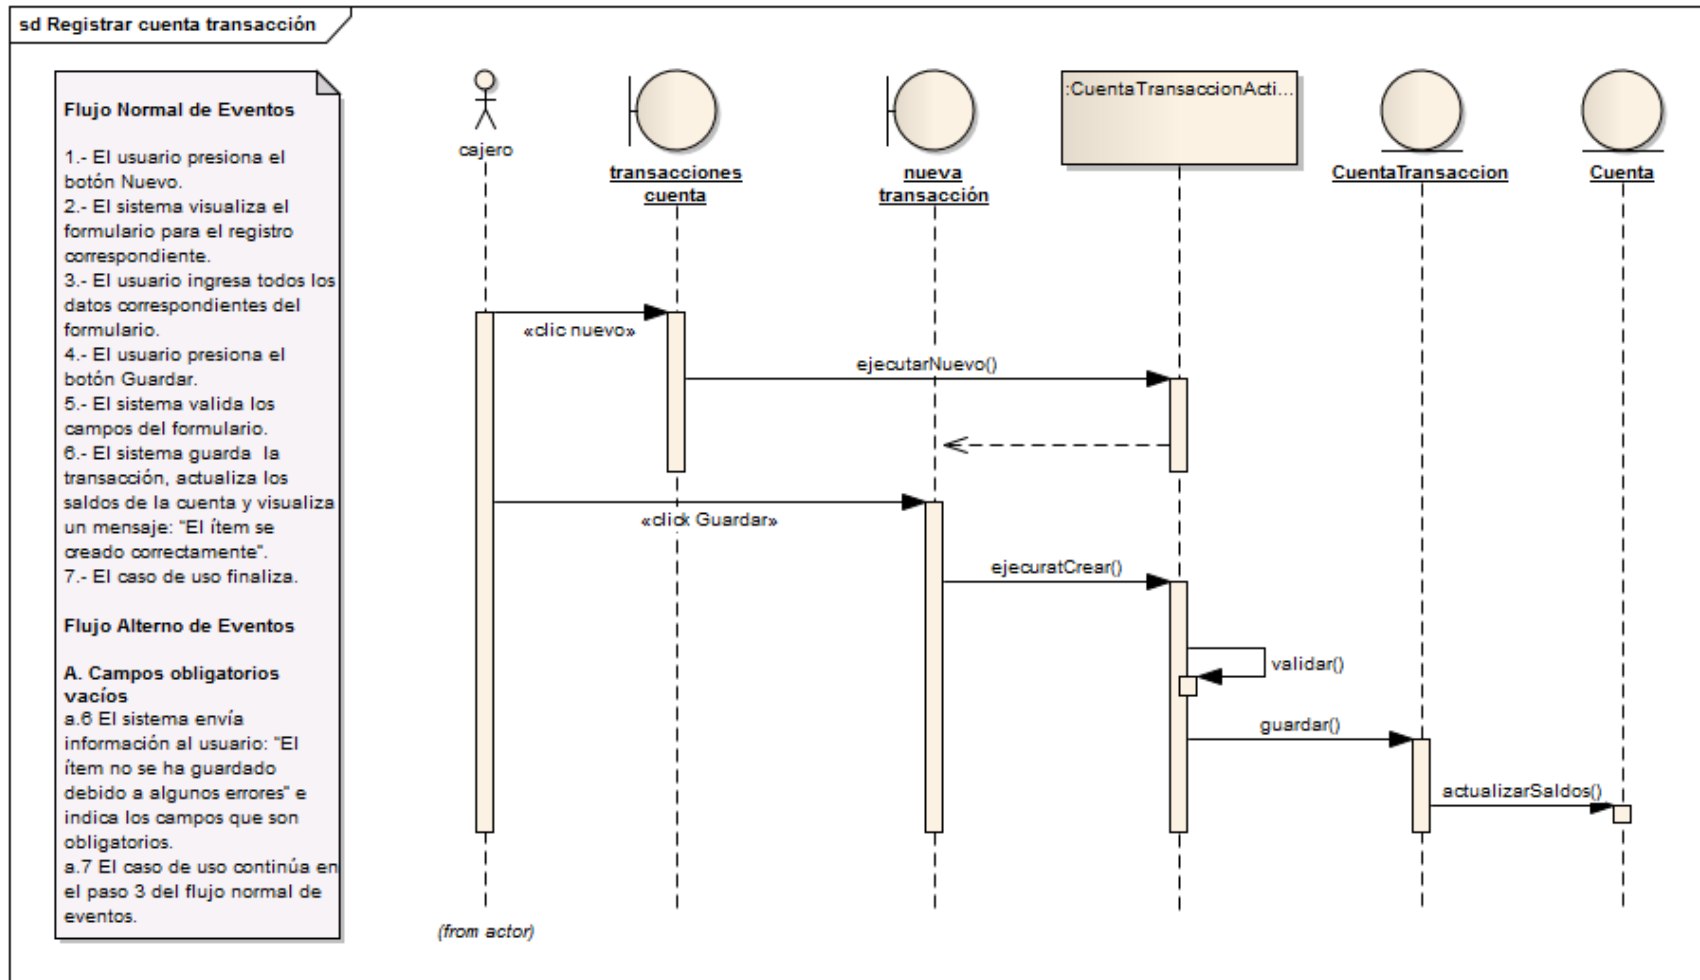 sd Registrar cuenta transacción
Flujo Normal de Eventos
1.- El usuario presiona el
botón Nuevo.
2.- El sistema visualiza el
formulario para el registro
correspondiente.
3.- El usuario ingresa todos los
datos correspondientes del
formulario.
4.- El usuario presiona el
botón Guardar.
5.- El sistema valida los
campos del formulario.
6.- El sistema guarda  la
transacción, actualiza los
saldos de la cuenta y visualiza
un mensaje: "El ítem se
creado correctamente".
7.- El caso de uso finaliza.
Flujo Alterno de Eventos
A. Campos obligatorios
vacíos
a.6 El sistema envía
información al usuario: "El
ítem no se ha guardado
debido a algunos errores" e
indica los campos que son
obligatorios.
a.7 El caso de uso continúa en
el paso 3 del flujo normal de
eventos.
cajero
transacciones
cuenta
nueva
transacción
:CuentaTransaccionActi...
CuentaTransaccion
Cuenta
«clic nuevo»
ejecutarNuevo()
«click Guardar»
ejecuratCrear()
validar()
guardar()
actualizarSaldos()
(from actor)